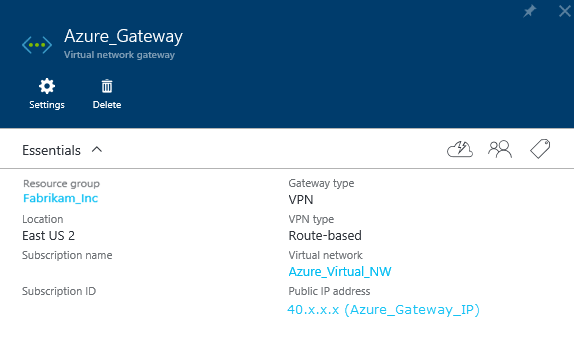 Azure_Gateway
Virtual network gateway
Settings
Delete
Essentials
Resource group
Fabrikam_Inc
Location
East US 2
Subscription name
Subscription ID
Gateway type
VPN
VPN type
Route-based
Virtual network
Azure_Virtual_NW
Public IP address
40.x.x.x (Azure_Gateway_IP)